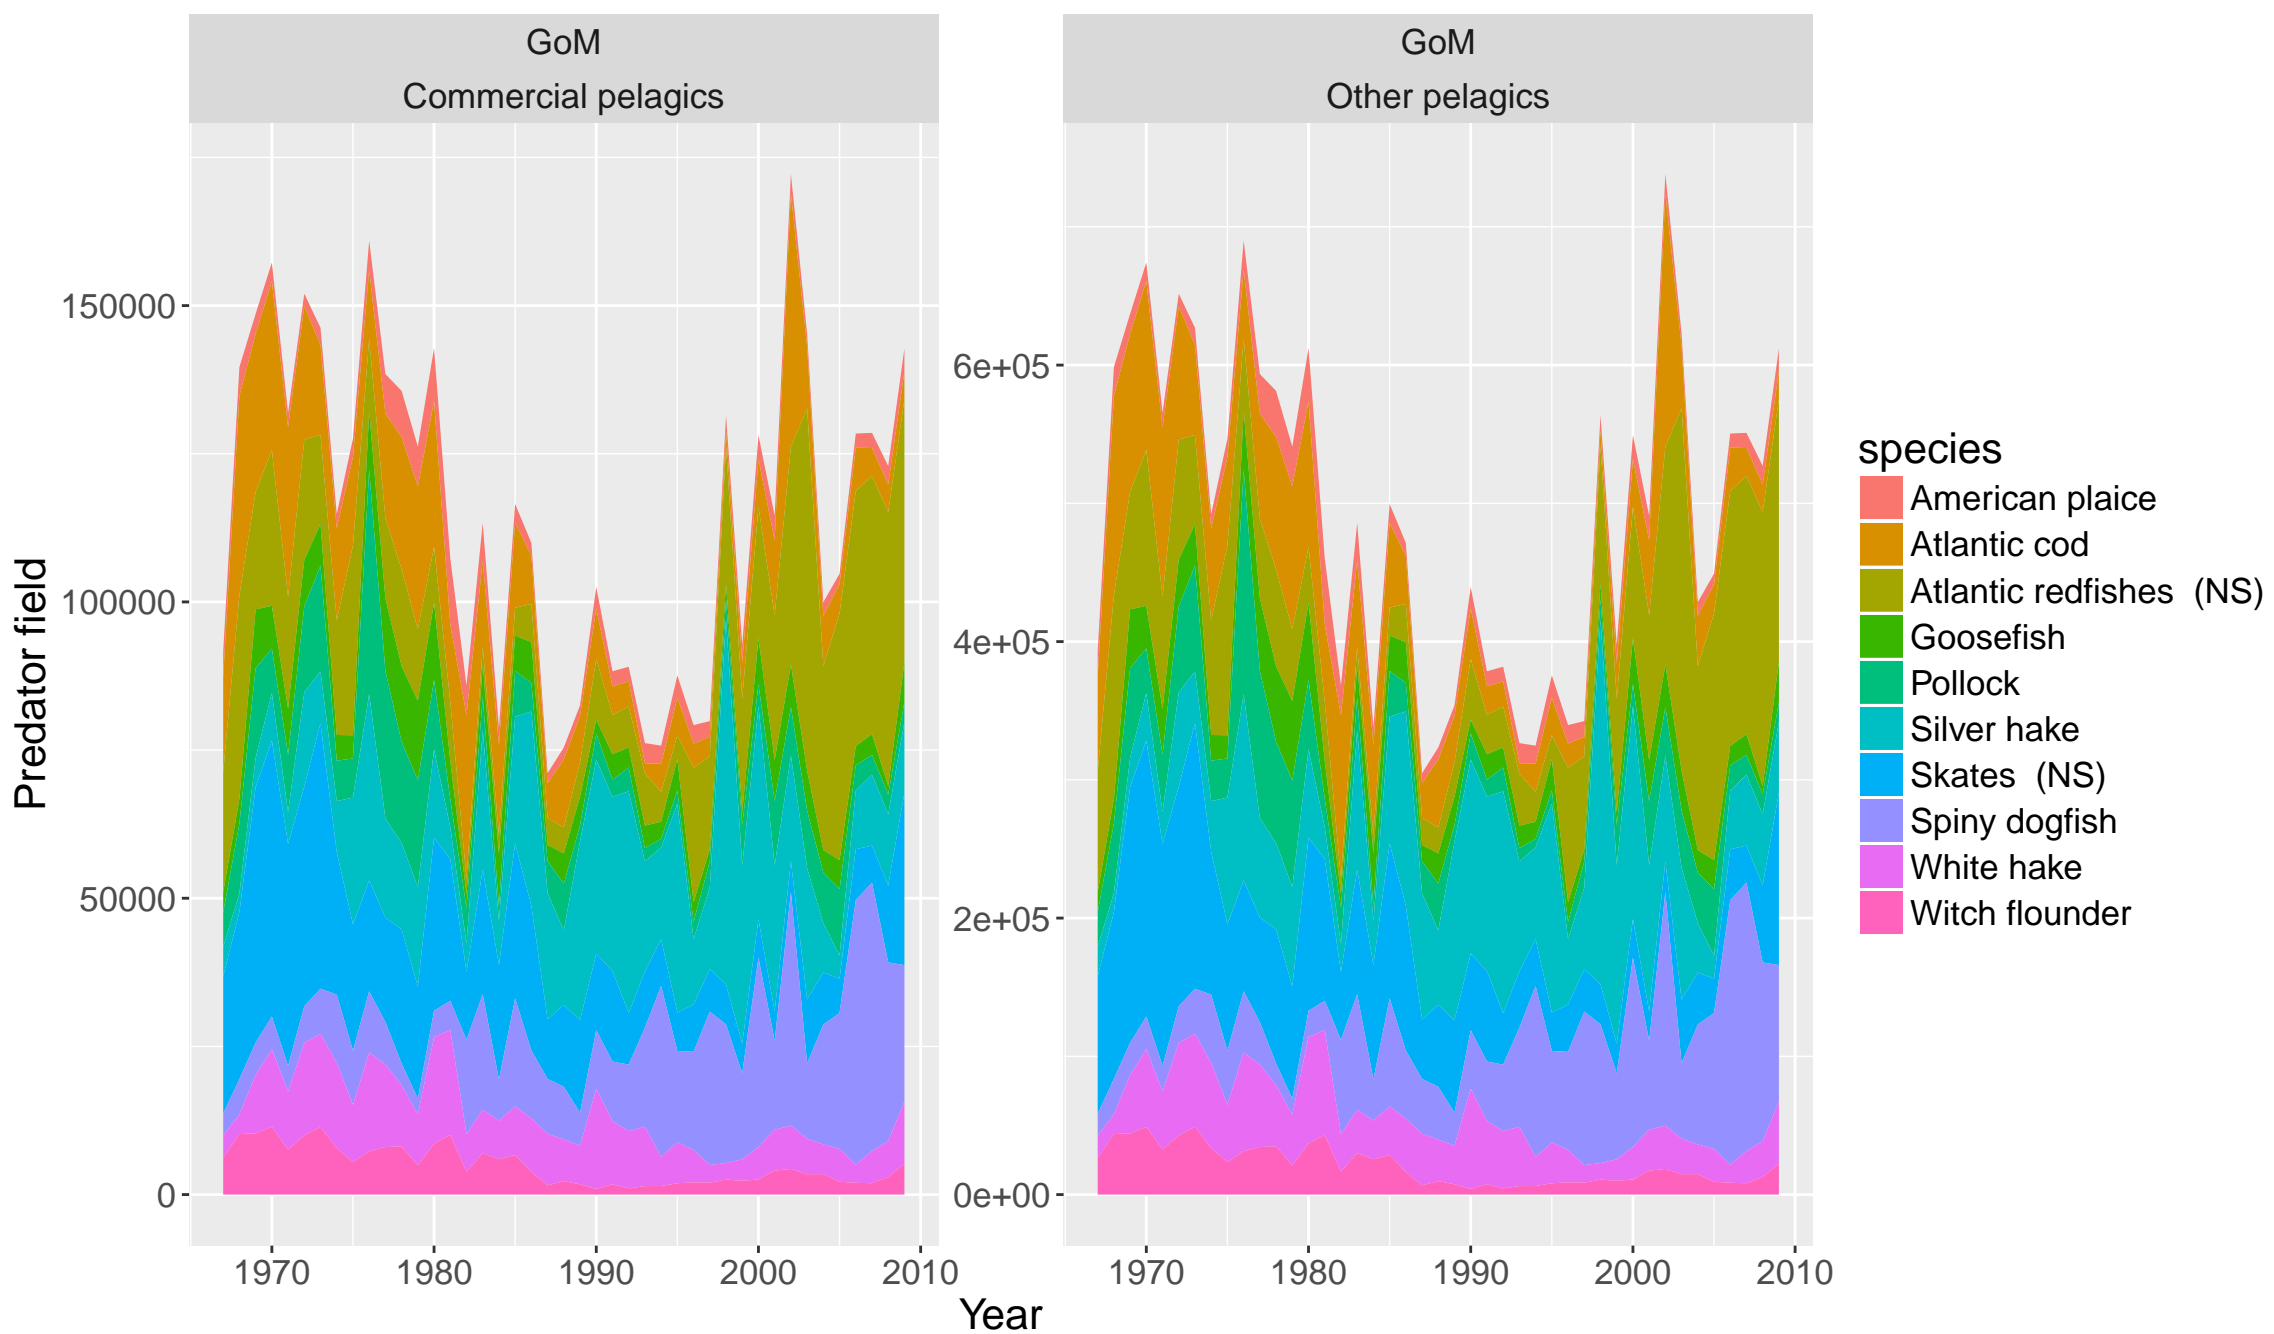 GoM
Commercial pelagics
GoM
Other pelagics
Predator field
150000
100000
50000
0
6e+05
4e+05
2e+05
0e+00
1970 1980 1990 2000 2010
1970 1980 1990 2000 2010
Year
species
American plaice
Atlantic cod
Atlantic redfishes (NS)
Goosefish
Pollock
Silver hake
Skates (NS)
Spiny dogfish
White hake
Witch flounder